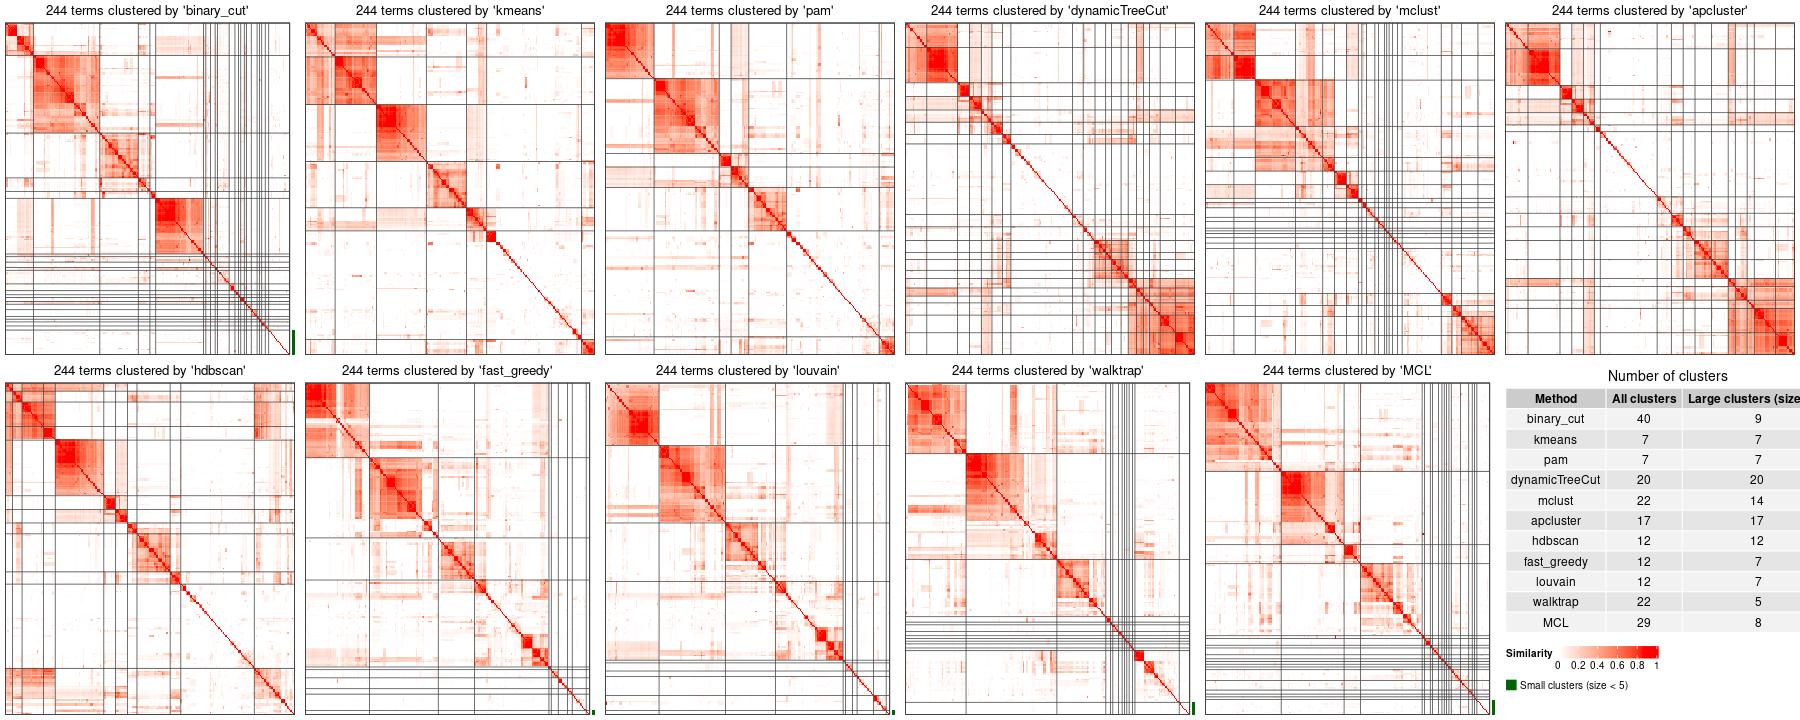 244 terms clustered by 'binary_cut'
244 terms clustered by 'kmeans'
244 terms clustered by 'pam'
244 terms clustered by 'dynamicTreeCut'
244 terms clustered by 'mclust'
244 terms clustered by 'apcluster'
244 terms clustered by 'hdbscan'
244 terms clustered by 'fast_greedy'
244 terms clustered by 'louvain'
244 terms clustered by 'walktrap'
244 terms clustered by 'MCL'
Number of clusters
Method All clusters Large clusters (size
binary_cut 40 9
kmeans 7 7
pam 7 7
dynamicTreeCut 20 20
mclust 22 14
apcluster 17 17
hdbscan 12 12
fast_greedy 12 7
louvain 12 7
walktrap 22 5
MCL 29 8
Similarity
0 0.2 0.4 0.6 0.8 1
Small clusters (size < 5)